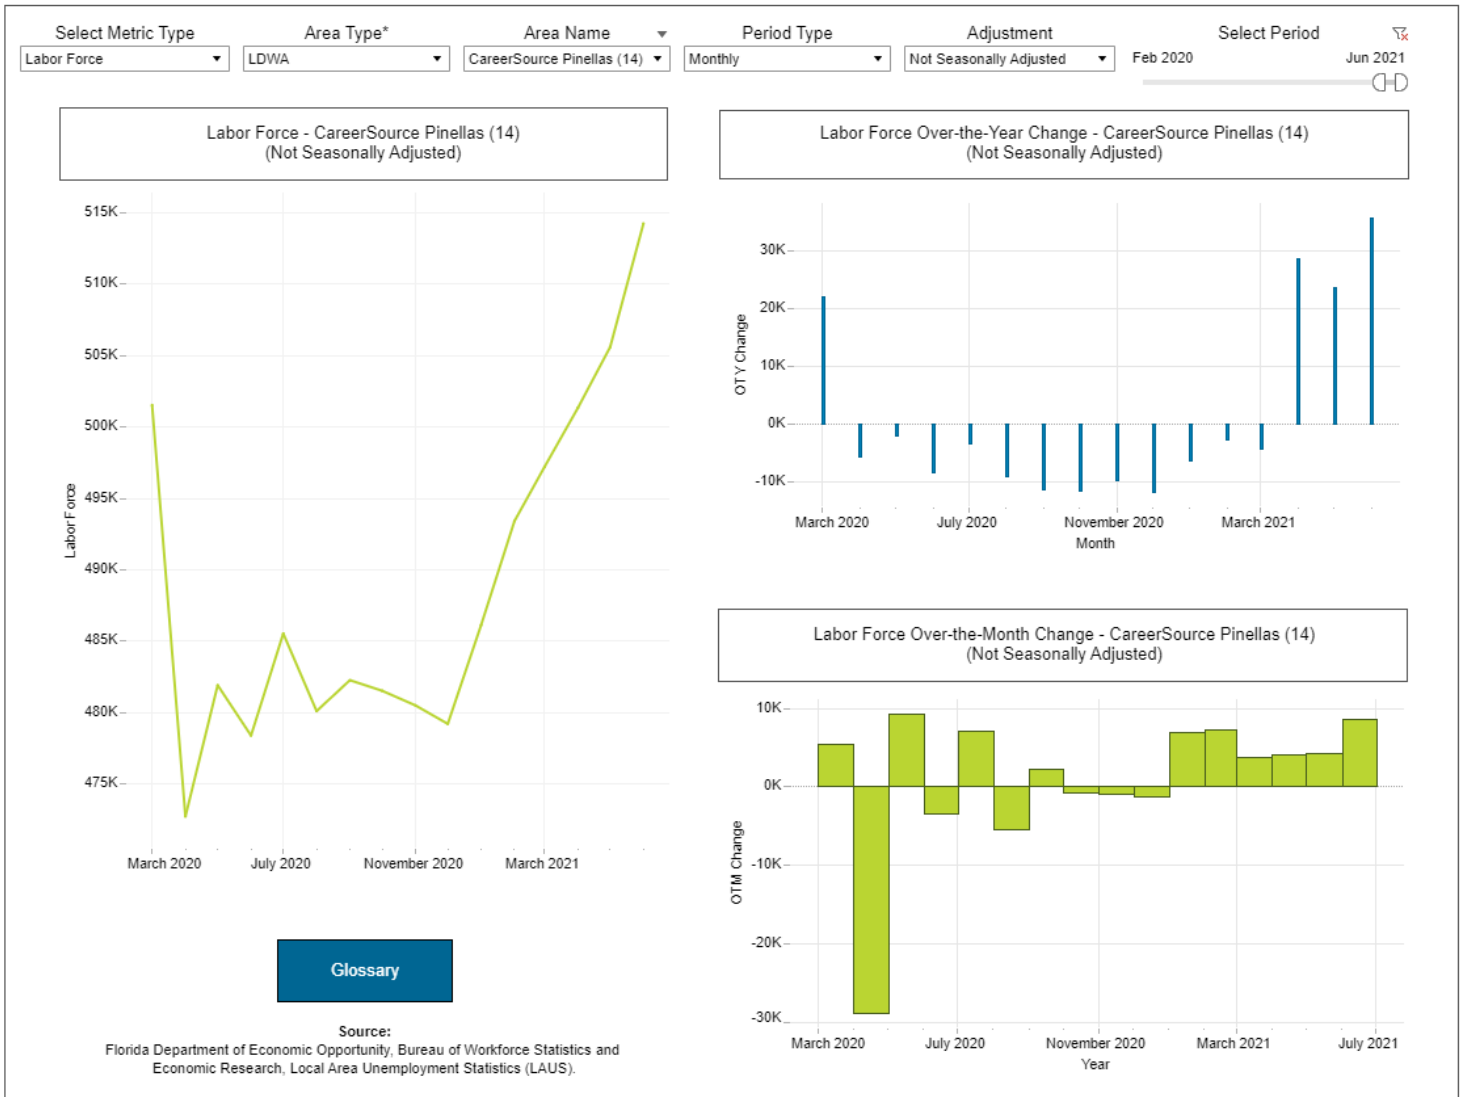 Select Metric Type
Labor Force
Area Type*
LDWA
Area Name
CareerSource Pinellas (14)
Period Type
Monthly
Adjustment
Not Seasonally Adjusted
Select Period
Feb 2020
Jun 2021
Labor Force - CareerSource Pinellas (14)
(Not Seasonally Adjusted)
515K
510K
505K
500K
495K
490K
485K
480K
475K
Labor Force
March 2020
July 2020
November 2020
March 2021
Labor Force Over-the-Year Change - CareerSource Pinellas (14)
(Not Seasonally Adjusted)
30K
20K
10K
0K
-10K
OTY Change
March 2020
July 2020
November 2020
March 2021
Month
Labor Force Over-the-Month Change - CareerSource Pinellas (14)
(Not Seasonally Adjusted)
10K
0K
-10K
-20K
-30K
OTM Change
March 2020
July 2020
November 2020
March 2021
July 2021
Year
Glossary
Source:
Florida Department of Economic Opportunity, Bureau of Workforce Statistics and
Economic Research, Local Area Unemployment Statistics (LAUS).